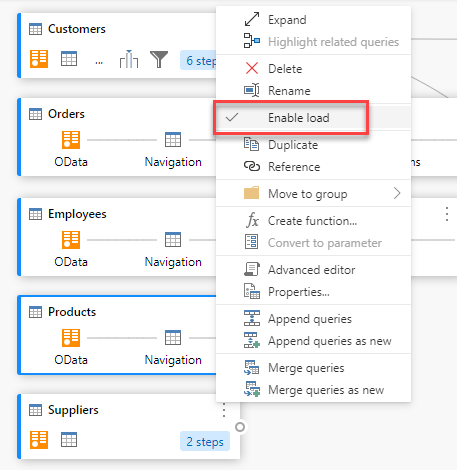 Customers
...
6 steps
Orders
OData
Navigation
Employees
OData
Navigation
Products
OData
Navigation
Suppliers
2 steps
Expand
Highlight related queries
Delete
Rename
Enable load
Duplicate
Reference
Move to group
fx Create function...
Convert to parameter
Advanced editor
Properties...
Append queries
Append queries as new
Merge queries
Merge queries as new